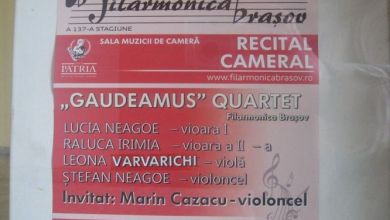 filarmonica
brașov
A 137-A STAGIUNE
SALA MUZICII DE CAMERĂ
RECITAL
CAMERAL
PATRIA
www.filarmonicabrasov.ro
„GAUDEAMUS” QUARTET
Filarmonica Brașov
LUCIA NEAGOE – vioara I
RALUCA IRIMIA – vioara a II – a
LEONA VARVARICHI – violă
ȘTEFAN NEAGOE – violoncel
Invitat: Marin Cazacu - violoncel